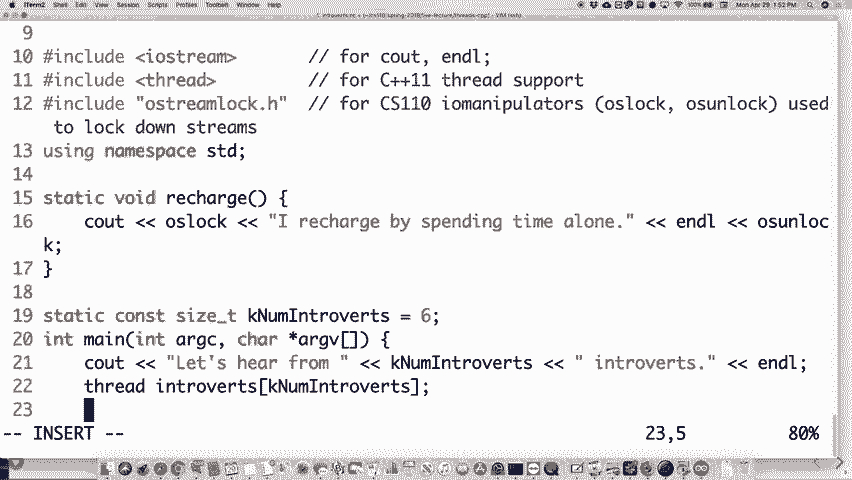 iTerm2 Shell Edit View Session Scripts Profiles Toolbelt Window Help 100% Mon Apr 29 1:52 PM
9
10 #include <iostream> // for cout, endl;
11 #include <thread> // for C++11 thread support
12 #include "ostreamlock.h" // for CS110 iomanipulators (oslock, osunlock) used
to lock down streams
13 using namespace std;
14
15 static void recharge() {
16 cout << oslock << "I recharge by spending time alone." << endl << osunloc
k;
17 }
18
19 static const size_t kNumIntroverts = 6;
20 int main(int argc, char *argv[]) {
21 cout << "Let's hear from " << kNumIntroverts << " introverts." << endl;
22 thread introverts[kNumIntroverts];
23
-- INSERT -- 23,5 80%